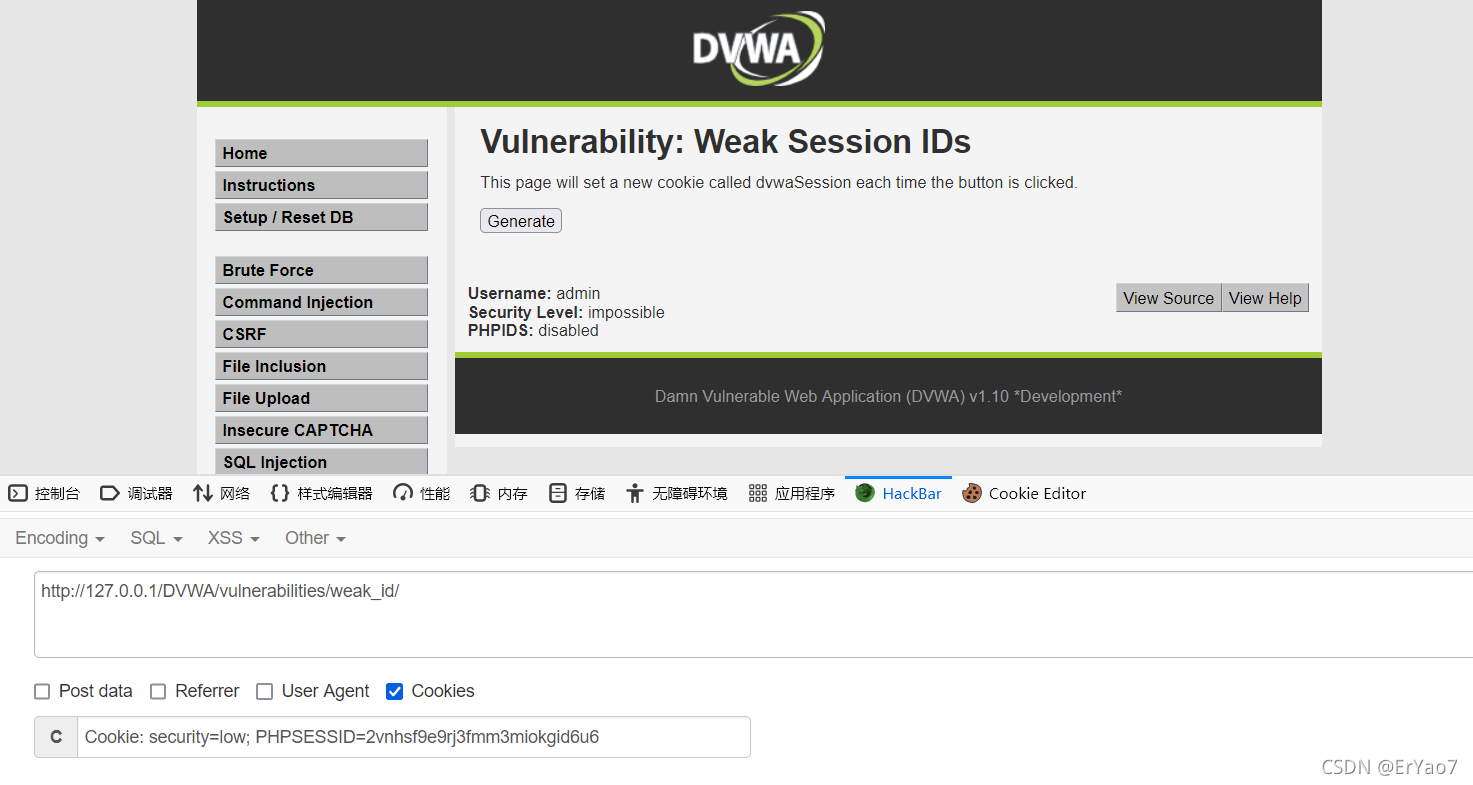 DVWA
Home
Instructions
Setup / Reset DB
Brute Force
Command Injection
CSRF
File Inclusion
File Upload
Insecure CAPTCHA
SQL Injection
Vulnerability: Weak Session IDs
This page will set a new cookie called dvwaSession each time the button is clicked.
Generate
Username: admin
Security Level: impossible
PHPIDS: disabled
View Source View Help
Damn Vulnerable Web Application (DVWA) v1.10 *Development*
控制台 调试器 网络 样式编辑器 性能 内存 存储 无障碍环境 应用程序 HackBar Cookie Editor
Encoding SQL XSS Other
http://127.0.0.1/DVWA/vulnerabilities/weak_id/
Post data Referrer User Agent Cookies
C Cookie: security=low; PHPSESSID=2vnhsf9e9rj3fmm3miokgid6u6
CSDN @ErYao7